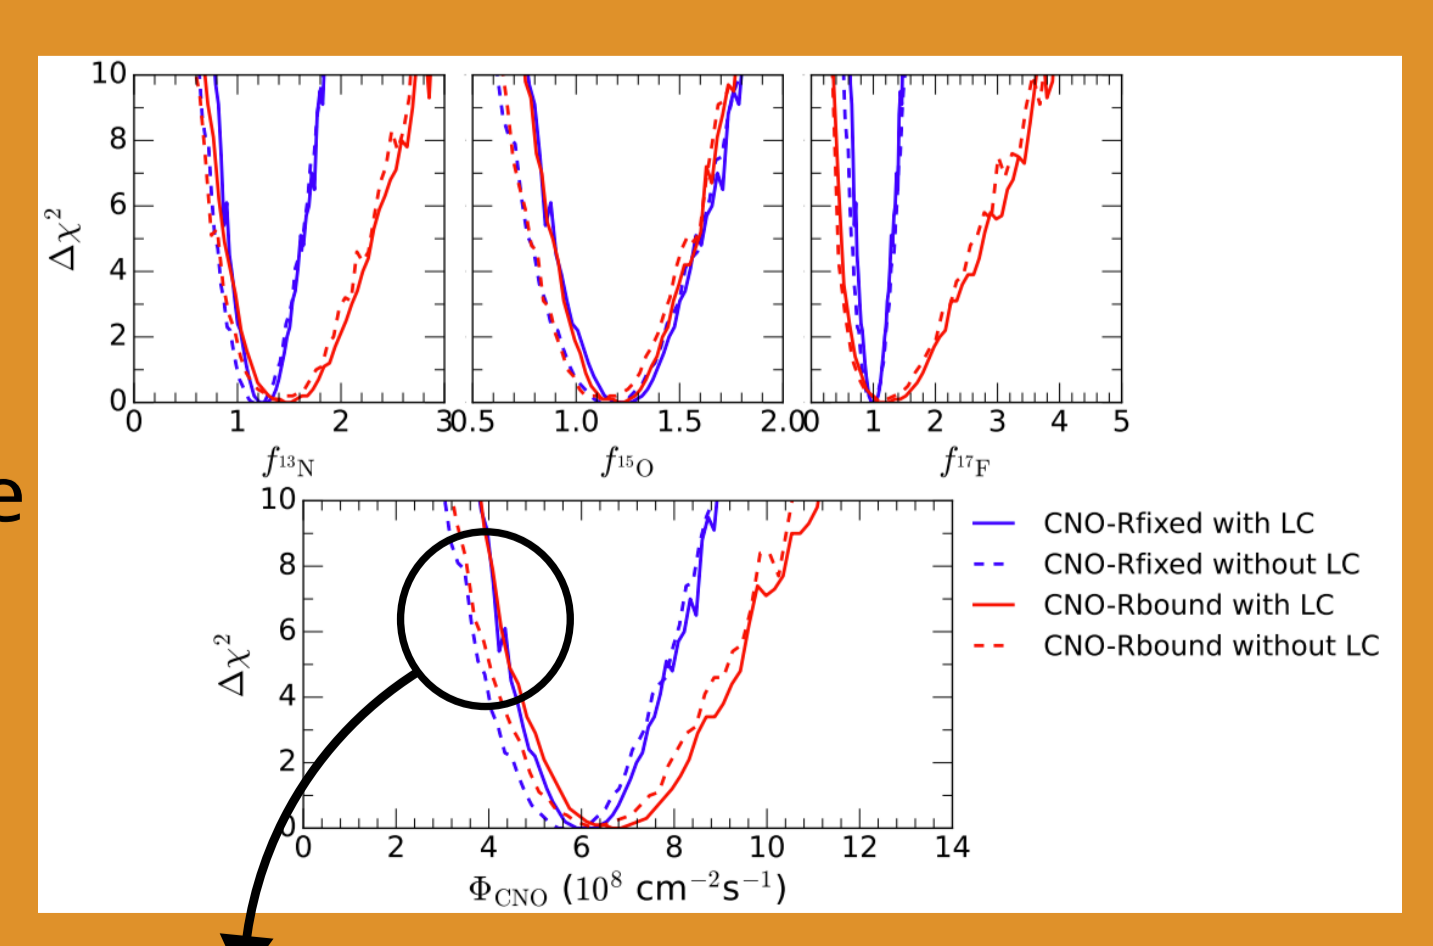 10
8
6
4
2
0
Δχ²
0 1 2 3
f¹³N
0.5 1.0 1.5 2.0
f¹⁵O
0 1 2 3 4 5
f¹⁷F
e
10
8
6
4
2
0
Δχ²
0 2 4 6 8 10 12 14
Φ_CNO (10⁸ cm⁻²s⁻¹)
CNO-Rfixed with LC
CNO-Rfixed without LC
CNO-Rbound with LC
CNO-Rbound without LC